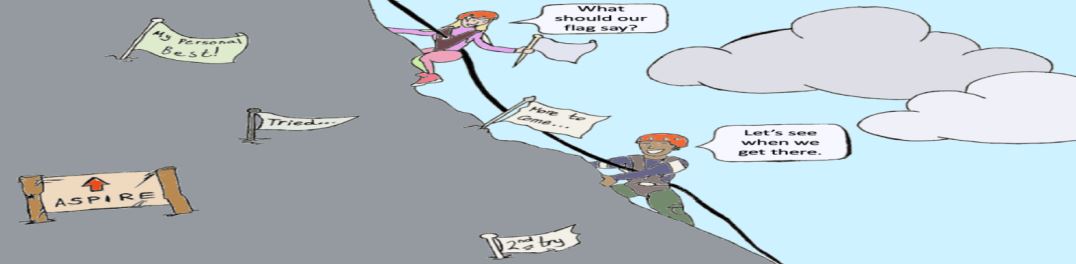 My Personal
Best!
What
should our
flag say?
Tried...
More to
Come...
Let's see
when we
get there.
ASPIRE
2nd try